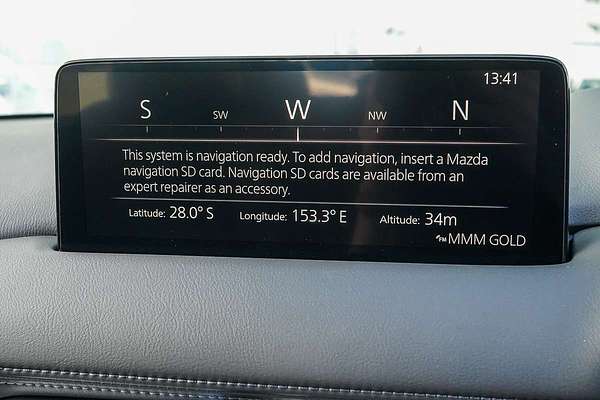 13:41
S SW W NW N
This system is navigation ready. To add navigation, insert a Mazda
navigation SD card. Navigation SD cards are available from an
expert repairer as an accessory.
Latitude: 28.0° S Longitude: 153.3° E Altitude: 34m
FM MMM GOLD